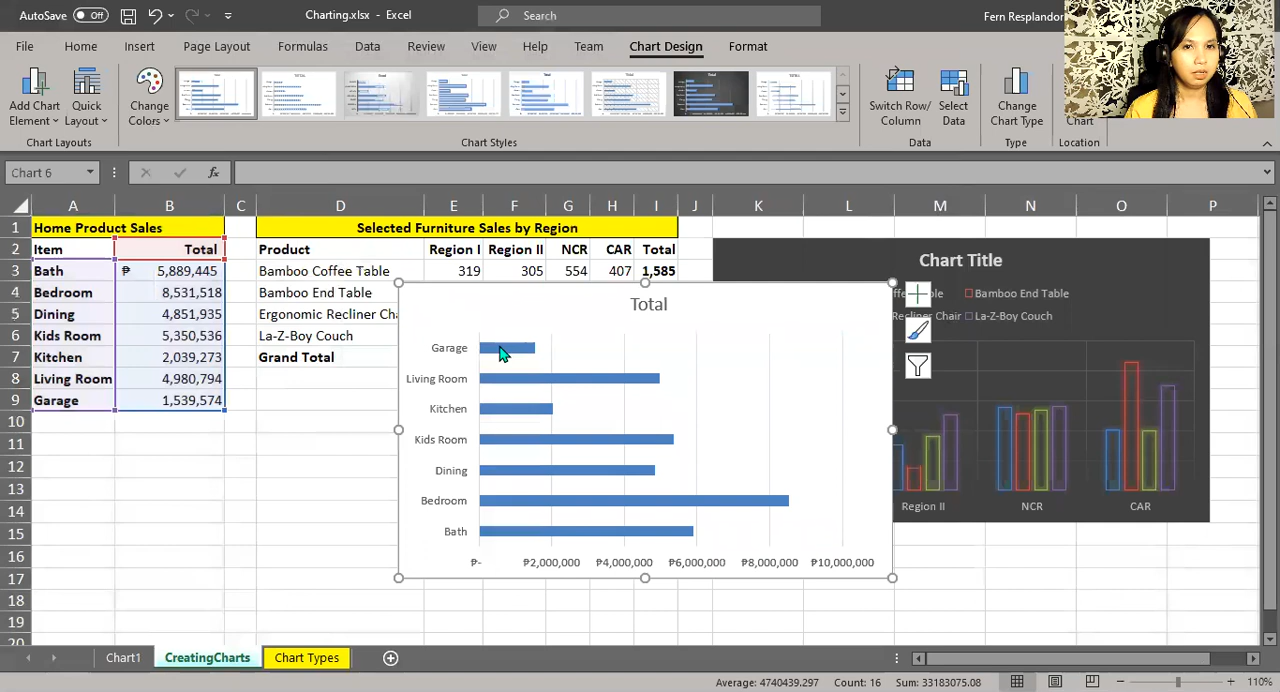 AutoSave Off Charting.xlsx - Excel Search Fern Resplandor
File Home Insert Page Layout Formulas Data Review View Help Team Chart Design Format
Add Chart Element Quick Layout Change Colors Switch Row/ Column Select Data Change Chart Type Chart
Chart Layouts Chart Styles Data Type Location
Chart 6 fx
A B C D E F G H I J K L M N O P
1 Home Product Sales Selected Furniture Sales by Region
2 Item Total Product Region I Region II NCR CAR Total
3 Bath ₱ 5,889,445 Bamboo Coffee Table 319 305 554 407 1,585
4 Bedroom 8,531,518 Bamboo End Table
5 Dining 4,851,935 Ergonomic Recliner Cha
6 Kids Room 5,350,536 La-Z-Boy Couch
7 Kitchen 2,039,273 Grand Total
8 Living Room 4,980,794
9 Garage 1,539,574
10
11
12
13
14
15
16
17
18
19
20
Total
Garage
Living Room
Kitchen
Kids Room
Dining
Bedroom
Bath
₱- ₱2,000,000 ₱4,000,000 ₱6,000,000 ₱8,000,000 ₱10,000,000
Chart Title
ffee Table Bamboo End Table
Recliner Chair La-Z-Boy Couch
Region II NCR CAR
Chart1 CreatingCharts Chart Types
Average: 4740439.297 Count: 16 Sum: 33183075.08 110%